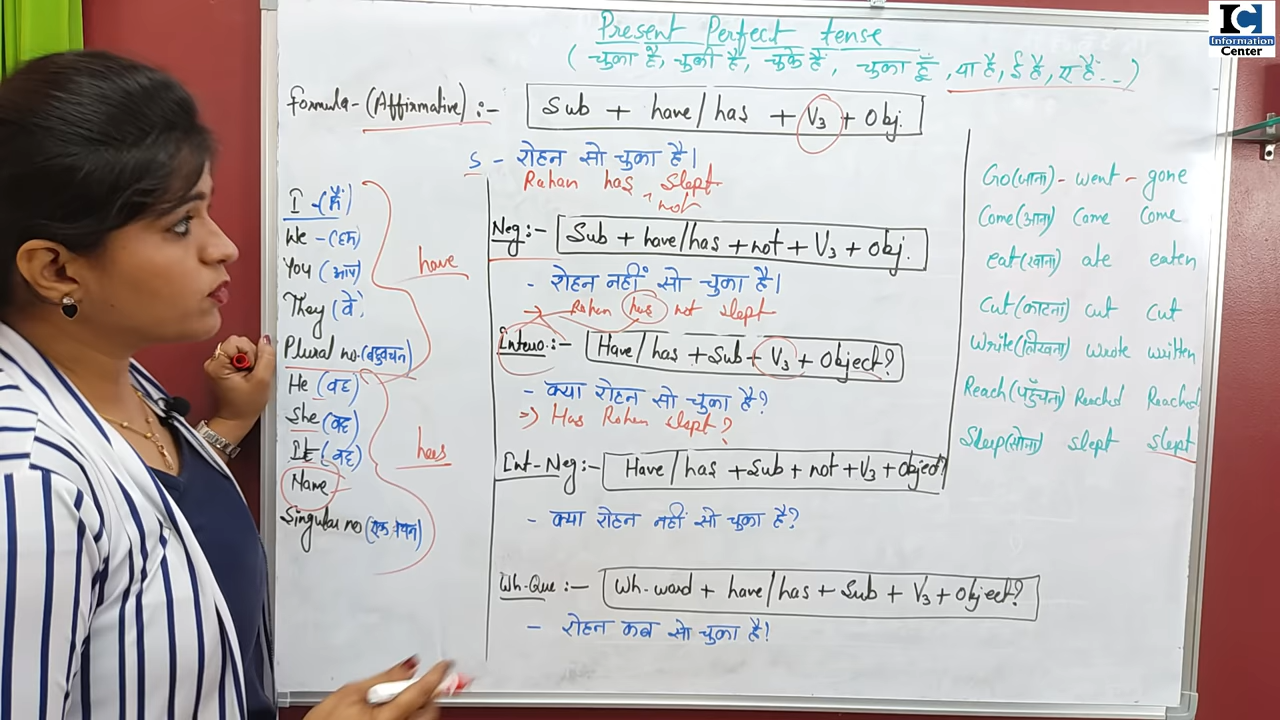 IC
Information
Center
Present Perfect tense
(चुका है, चुकी है, चुके हैं, चुका हूँ, या है, ई है, ए हैं...)
Formula-(Affirmative):- Sub + have/has + V3 + Obj.
S - रोहन सो चुका है।
Rohan has slept
not
I -(मैं)
We -(हम)
You (आप)
They (वे)
Plural no.(बहुवचन)
have
He (वह)
She (वह)
It (वह)
Name
Singular no (एक वचन)
has
Neg:- Sub + have/has + not + V3 + Obj.
- रोहन नहीं सो चुका है।
→ Rohan has not slept
Interro.:- Have/has + Sub + V3 + Object?
- क्या रोहन सो चुका है?
=> Has Rohan slept?
Int-Neg:- Have/has + Sub + not + V3 + Object?
- क्या रोहन नहीं सो चुका है?
Wh-Que:- Wh-word + have/has + Sub + V3 + Object?
- रोहन कब सो चुका है?
Go(जाना) - went - gone
Come(आना) Came Come
eat(खाना) ate eaten
Cut(काटना) cut cut
Write(लिखना) wrote written
Reach(पहुँचना) Reached Reached
Sleep(सोना) slept slept